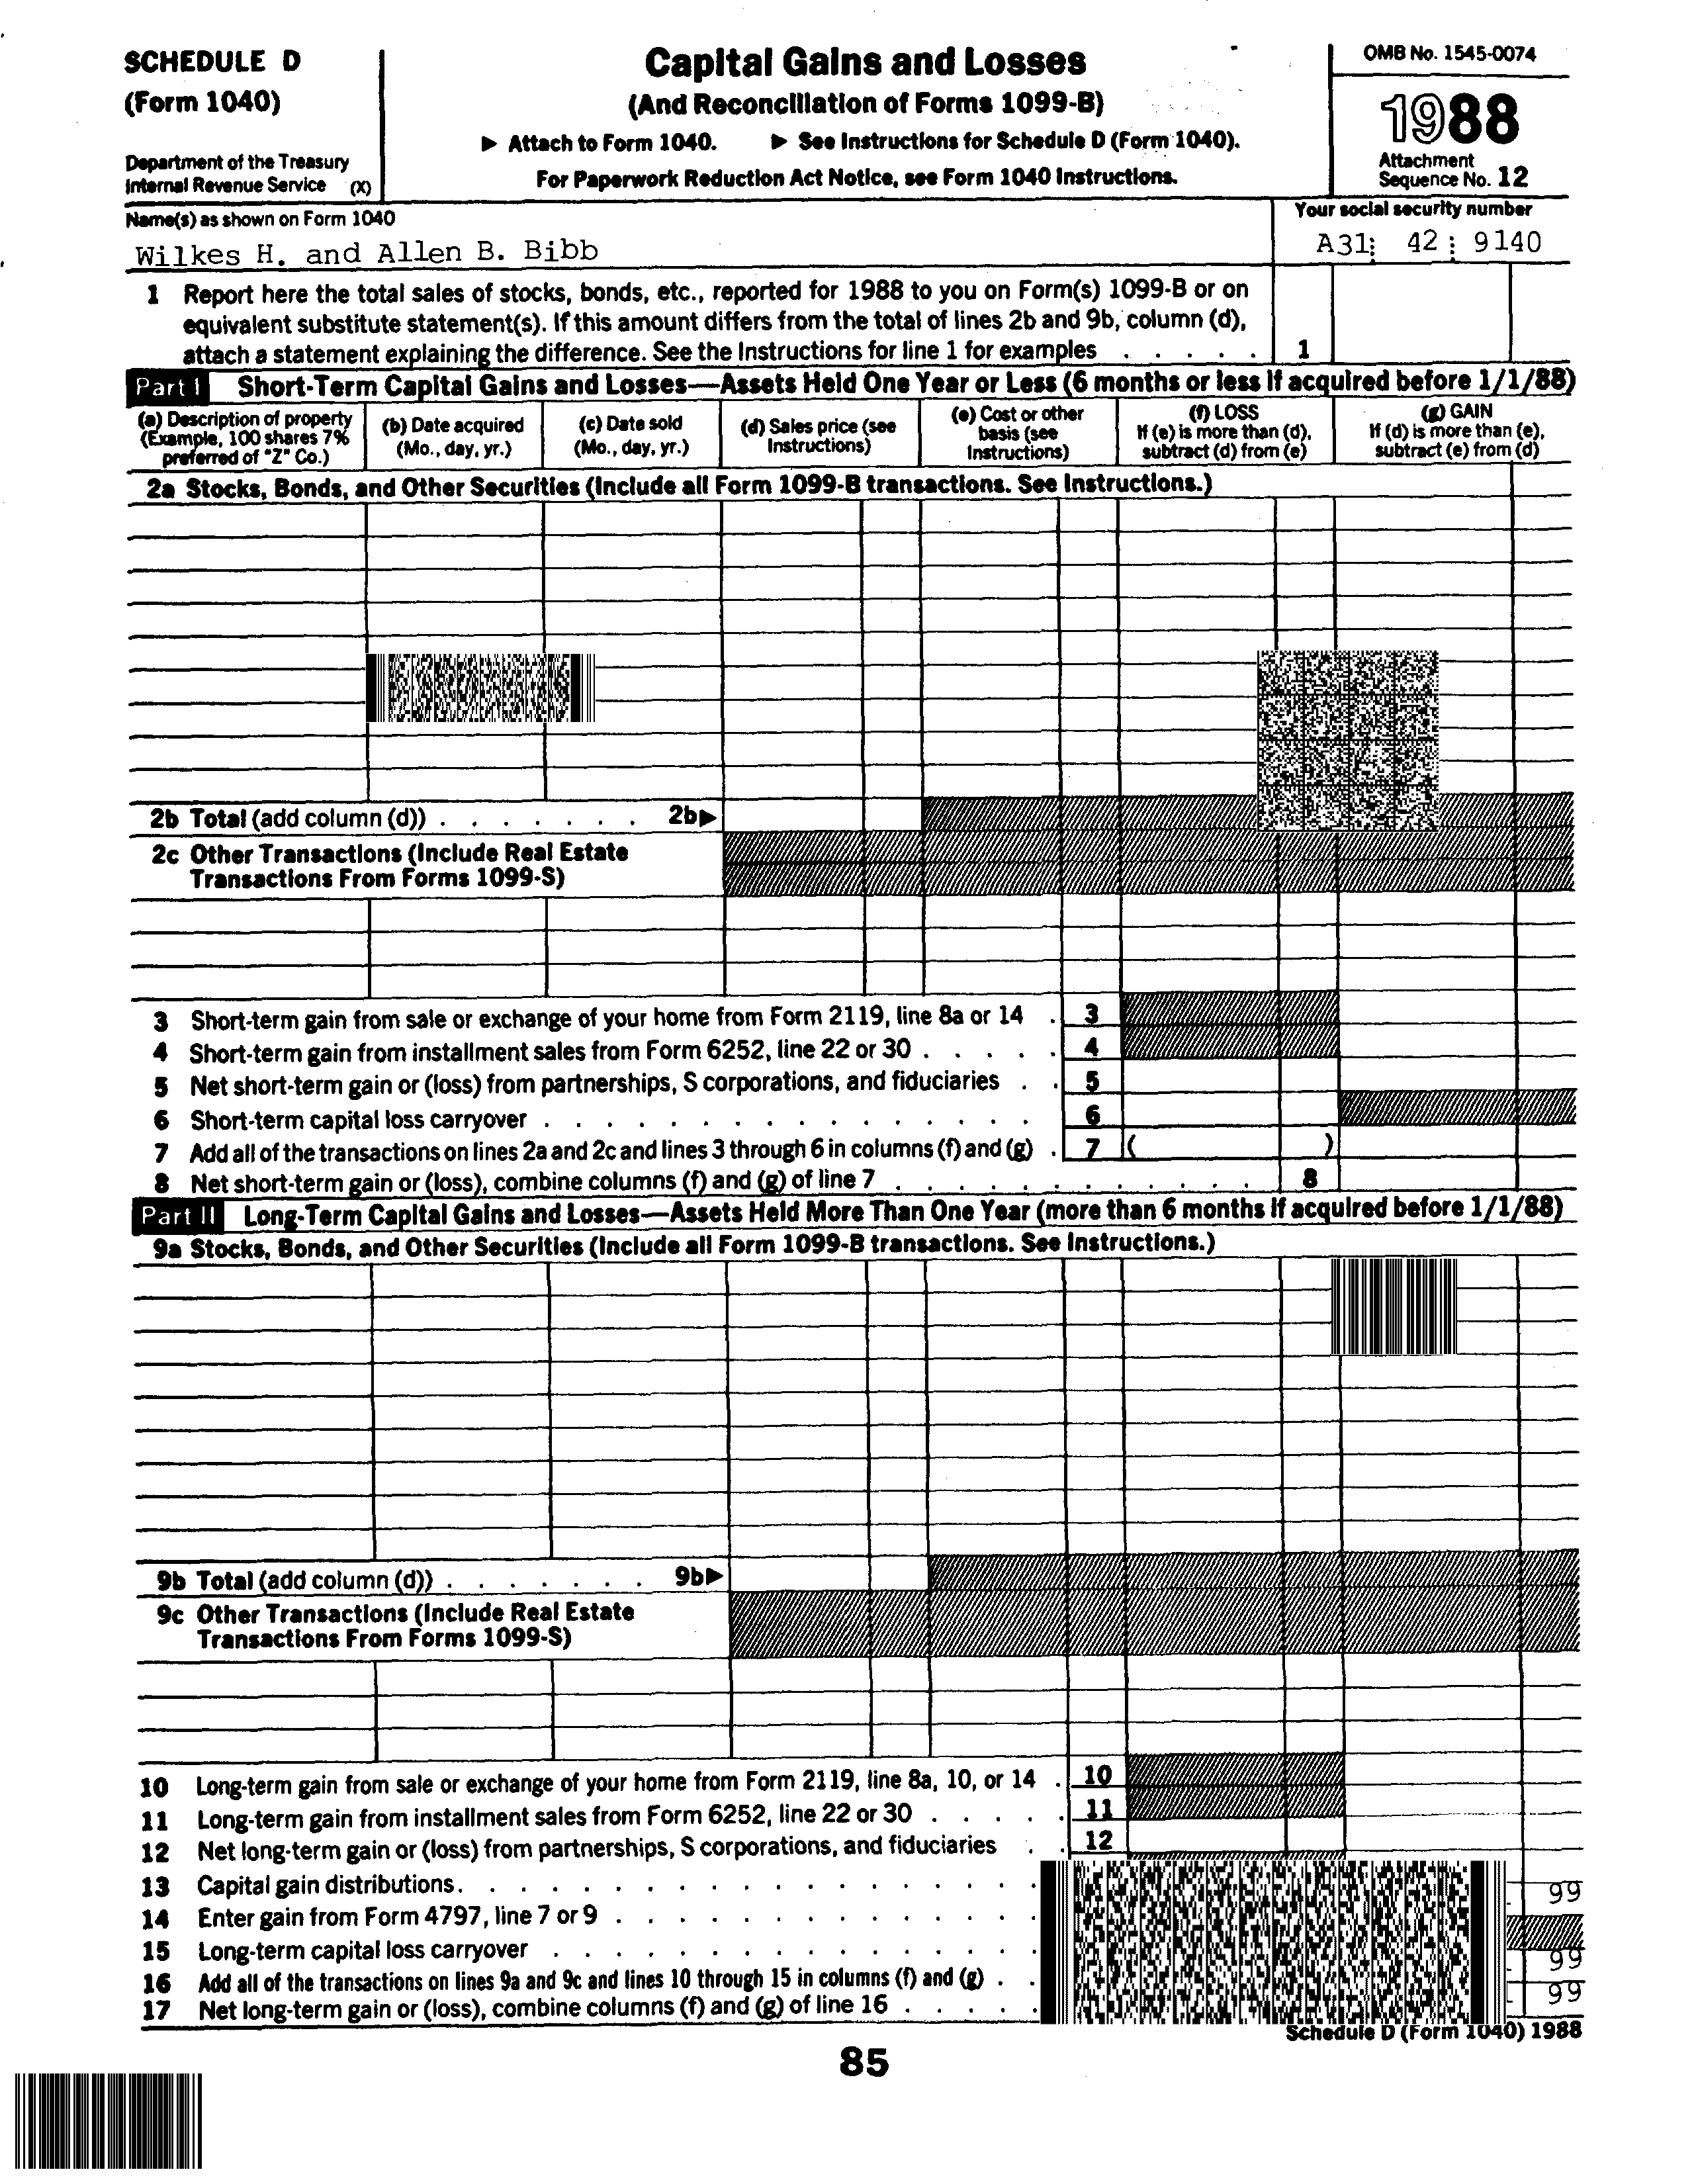 SCHEDULE D
(Form 1040)
Department of the Treasury
Internal Revenue Service (X)
Capital Gains and Losses
(And Reconciliation of Forms 1099-B)
▶ Attach to Form 1040. ▶ See Instructions for Schedule D (Form 1040).
For Paperwork Reduction Act Notice, see Form 1040 Instructions.
OMB No. 1545-0074
1988
Attachment
Sequence No. 12
Name(s) as shown on Form 1040
Wilkes H. and Allen B. Bibb
Your social security number
A31 42 9140
1 Report here the total sales of stocks, bonds, etc., reported for 1988 to you on Form(s) 1099-B or on
equivalent substitute statement(s). If this amount differs from the total of lines 2b and 9b, column (d),
attach a statement explaining the difference. See the Instructions for line 1 for examples . . . . . 1
Part I Short-Term Capital Gains and Losses—Assets Held One Year or Less (6 months or less if acquired before 1/1/88)
(a) Description of property
(Example, 100 shares 7%
preferred of "Z" Co.)
(b) Date acquired
(Mo., day, yr.)
(c) Date sold
(Mo., day, yr.)
(d) Sales price (see
Instructions)
(e) Cost or other
basis (see
Instructions)
(f) LOSS
If (e) is more than (d),
subtract (d) from (e)
(g) GAIN
If (d) is more than (e),
subtract (e) from (d)
2a Stocks, Bonds, and Other Securities (Include all Form 1099-B transactions. See Instructions.)
2b Total (add column (d)) . . . . . . . 2b▶
2c Other Transactions (Include Real Estate
Transactions From Forms 1099-S)
3 Short-term gain from sale or exchange of your home from Form 2119, line 8a or 14 . 3
4 Short-term gain from installment sales from Form 6252, line 22 or 30 . . . . . 4
5 Net short-term gain or (loss) from partnerships, S corporations, and fiduciaries . . 5
6 Short-term capital loss carryover . . . . . . . . . . . . . . . . 6
7 Add all of the transactions on lines 2a and 2c and lines 3 through 6 in columns (f) and (g) . 7 ( )
8 Net short-term gain or (loss), combine columns (f) and (g) of line 7 . . . . . . . . . . . . 8
Part II Long-Term Capital Gains and Losses—Assets Held More Than One Year (more than 6 months if acquired before 1/1/88)
9a Stocks, Bonds, and Other Securities (Include all Form 1099-B transactions. See Instructions.)
9b Total (add column (d)) . . . . . . . 9b▶
9c Other Transactions (Include Real Estate
Transactions From Forms 1099-S)
10 Long-term gain from sale or exchange of your home from Form 2119, line 8a, 10, or 14 . 10
11 Long-term gain from installment sales from Form 6252, line 22 or 30 . . . . . 11
12 Net long-term gain or (loss) from partnerships, S corporations, and fiduciaries . . 12
13 Capital gain distributions . . . . . . . . . . . . . . . . . .
14 Enter gain from Form 4797, line 7 or 9 . . . . . . . . . . . . . 99
15 Long-term capital loss carryover . . . . . . . . . . . . . . .
16 Add all of the transactions on lines 9a and 9c and lines 10 through 15 in columns (f) and (g) . . 99
17 Net long-term gain or (loss), combine columns (f) and (g) of line 16 . . . . . 99
Schedule D (Form 1040) 1988
85